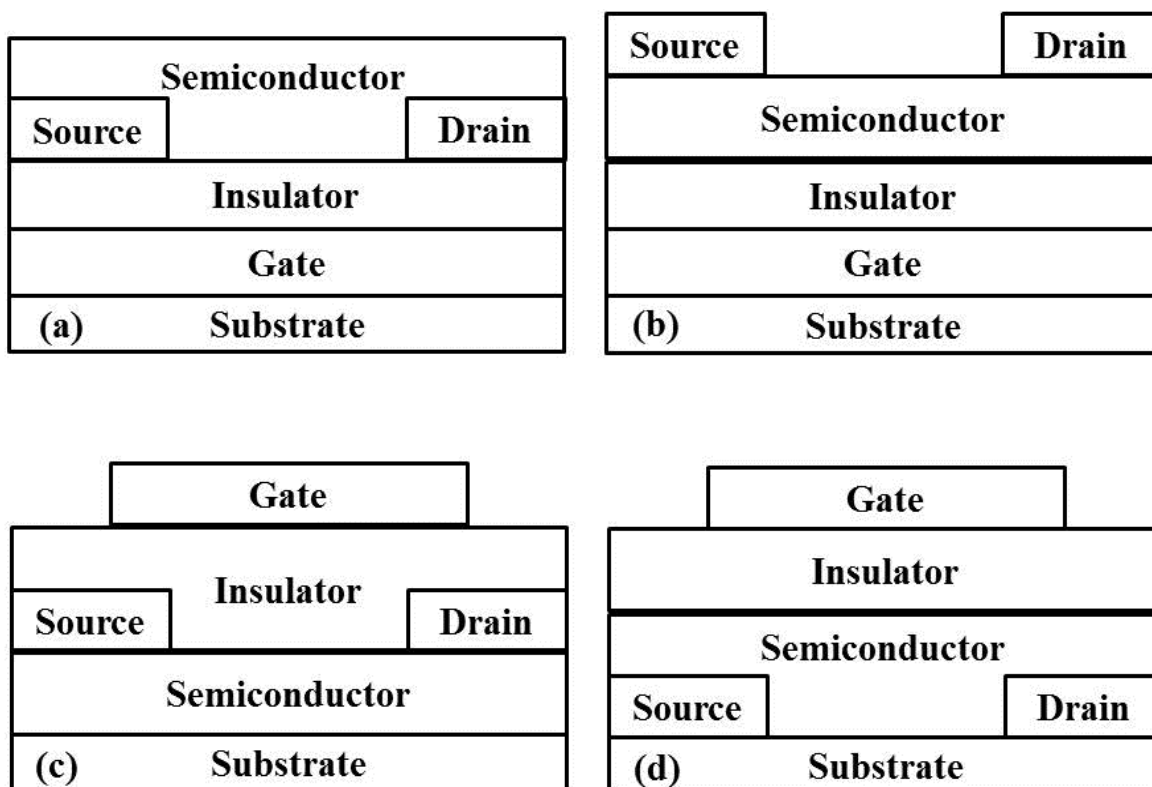 Semiconductor
Source Drain
Insulator
Gate
(a) Substrate
Source Drain
Semiconductor
Insulator
Gate
(b) Substrate
Gate
Insulator
Source Drain
Semiconductor
(c) Substrate
Gate
Insulator
Semiconductor
Source Drain
(d) Substrate